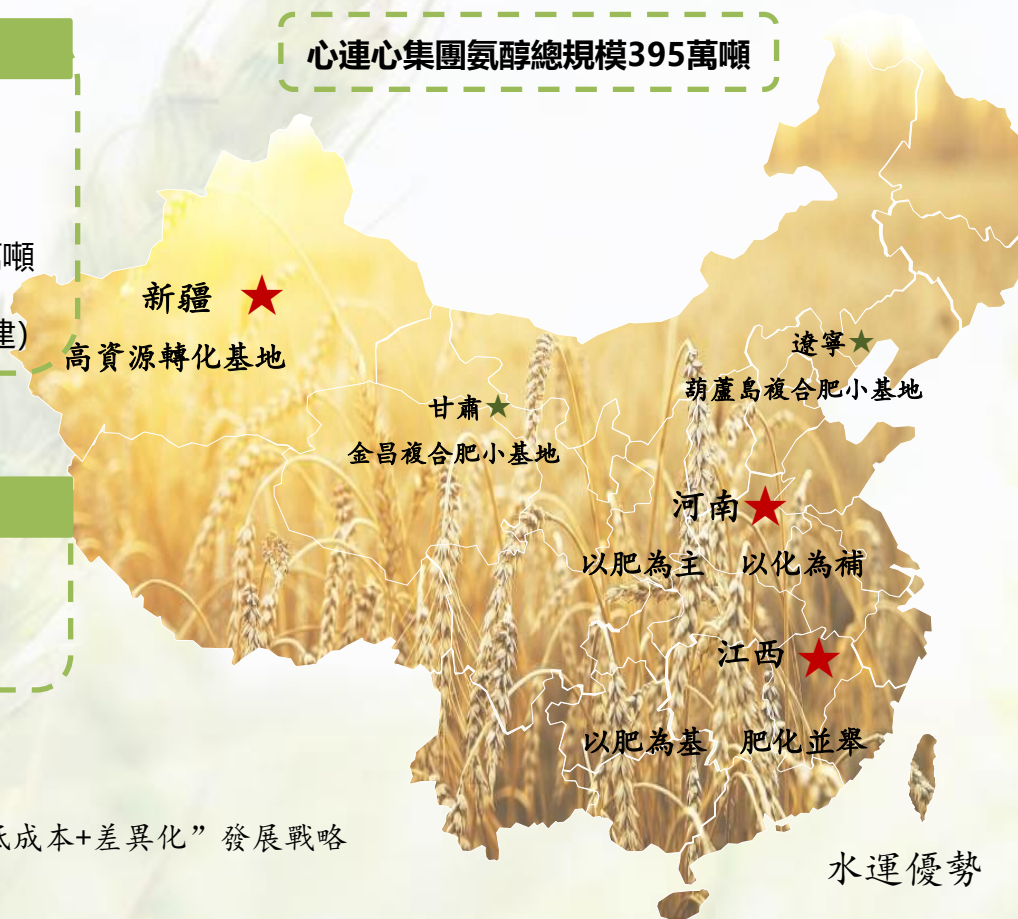 心連心集團氨醇總規模395萬噸
噸
建)
新疆
高資源轉化基地
遼寧
葫蘆島複合肥小基地
甘肅
金昌複合肥小基地
河南
以肥為主 以化為補
江西
以肥為基 肥化並舉
成本+差異化”發展戰略
水運優勢